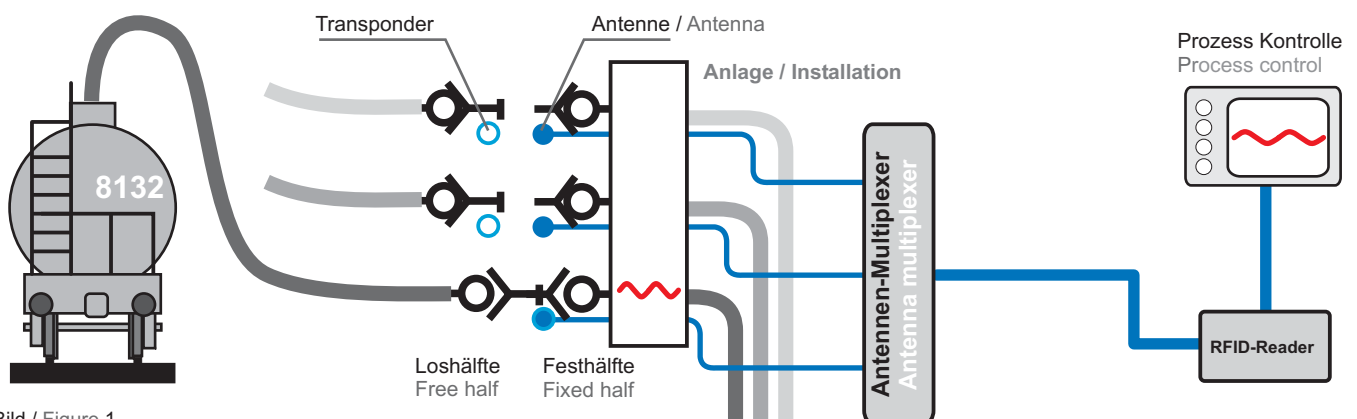 Transponder
Antenne / Antenna
Anlage / Installation
Prozess Kontrolle
Process control
8132
Antennen-Multiplexer
Antenna multiplexer
RFID-Reader
Loshälfte
Free half
Festhälfte
Fixed half
Bild / Figure 1